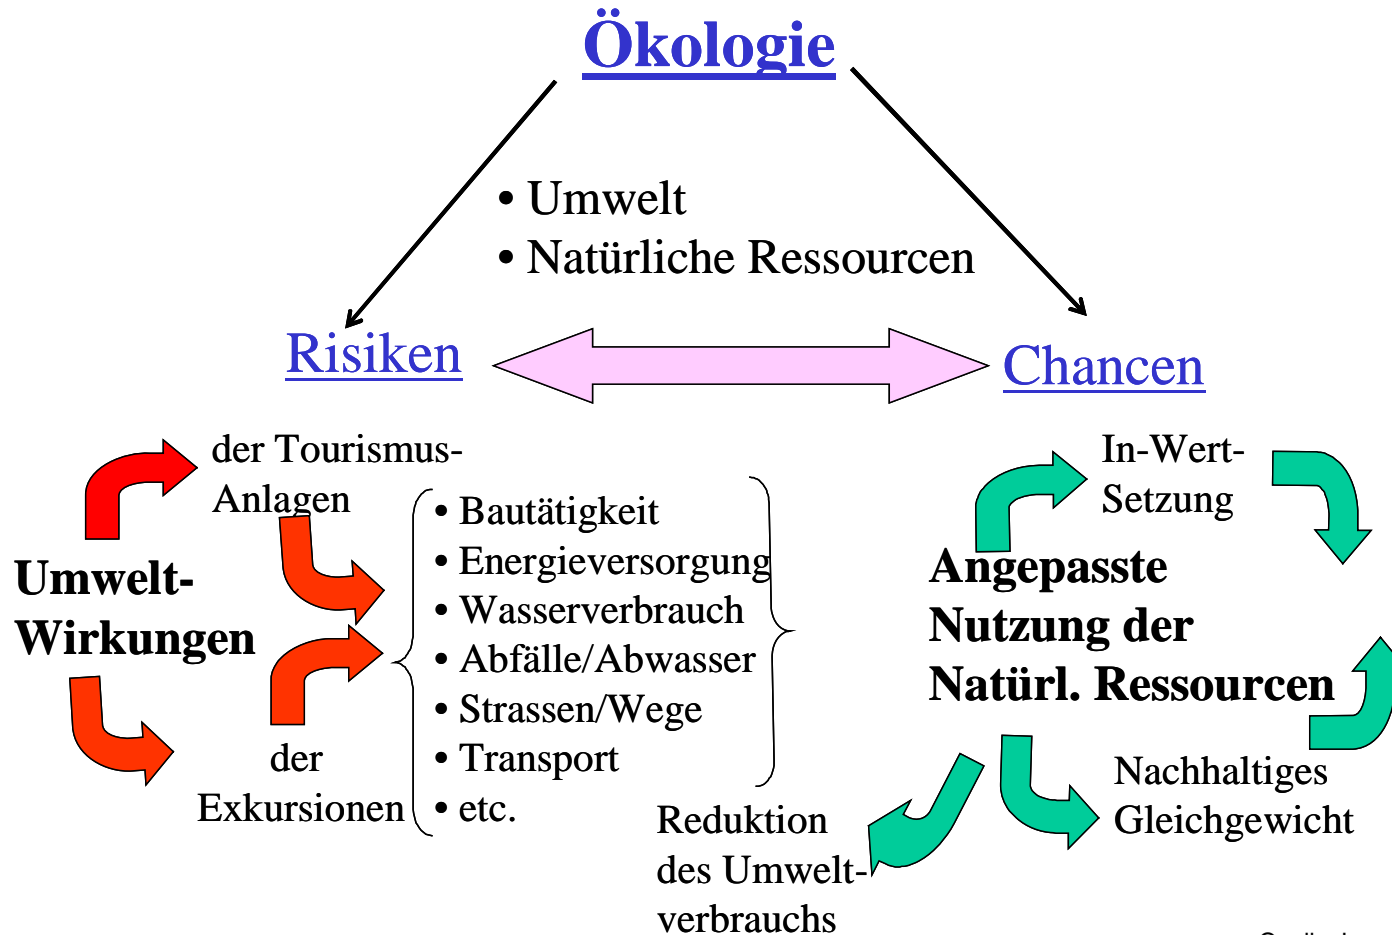 Ökologie
• Umwelt
• Natürliche Ressourcen
Risiken
Chancen
der Tourismus-
Anlagen
Umwelt-
Wirkungen
der
Exkursionen
• Bautätigkeit
• Energieversorgung
• Wasserverbrauch
• Abfälle/Abwasser
• Strassen/Wege
• Transport
• etc.
Reduktion
des Umwelt-
verbrauchs
In-Wert-
Setzung
Angepasste
Nutzung der
Natürl. Ressourcen
Nachhaltiges
Gleichgewicht